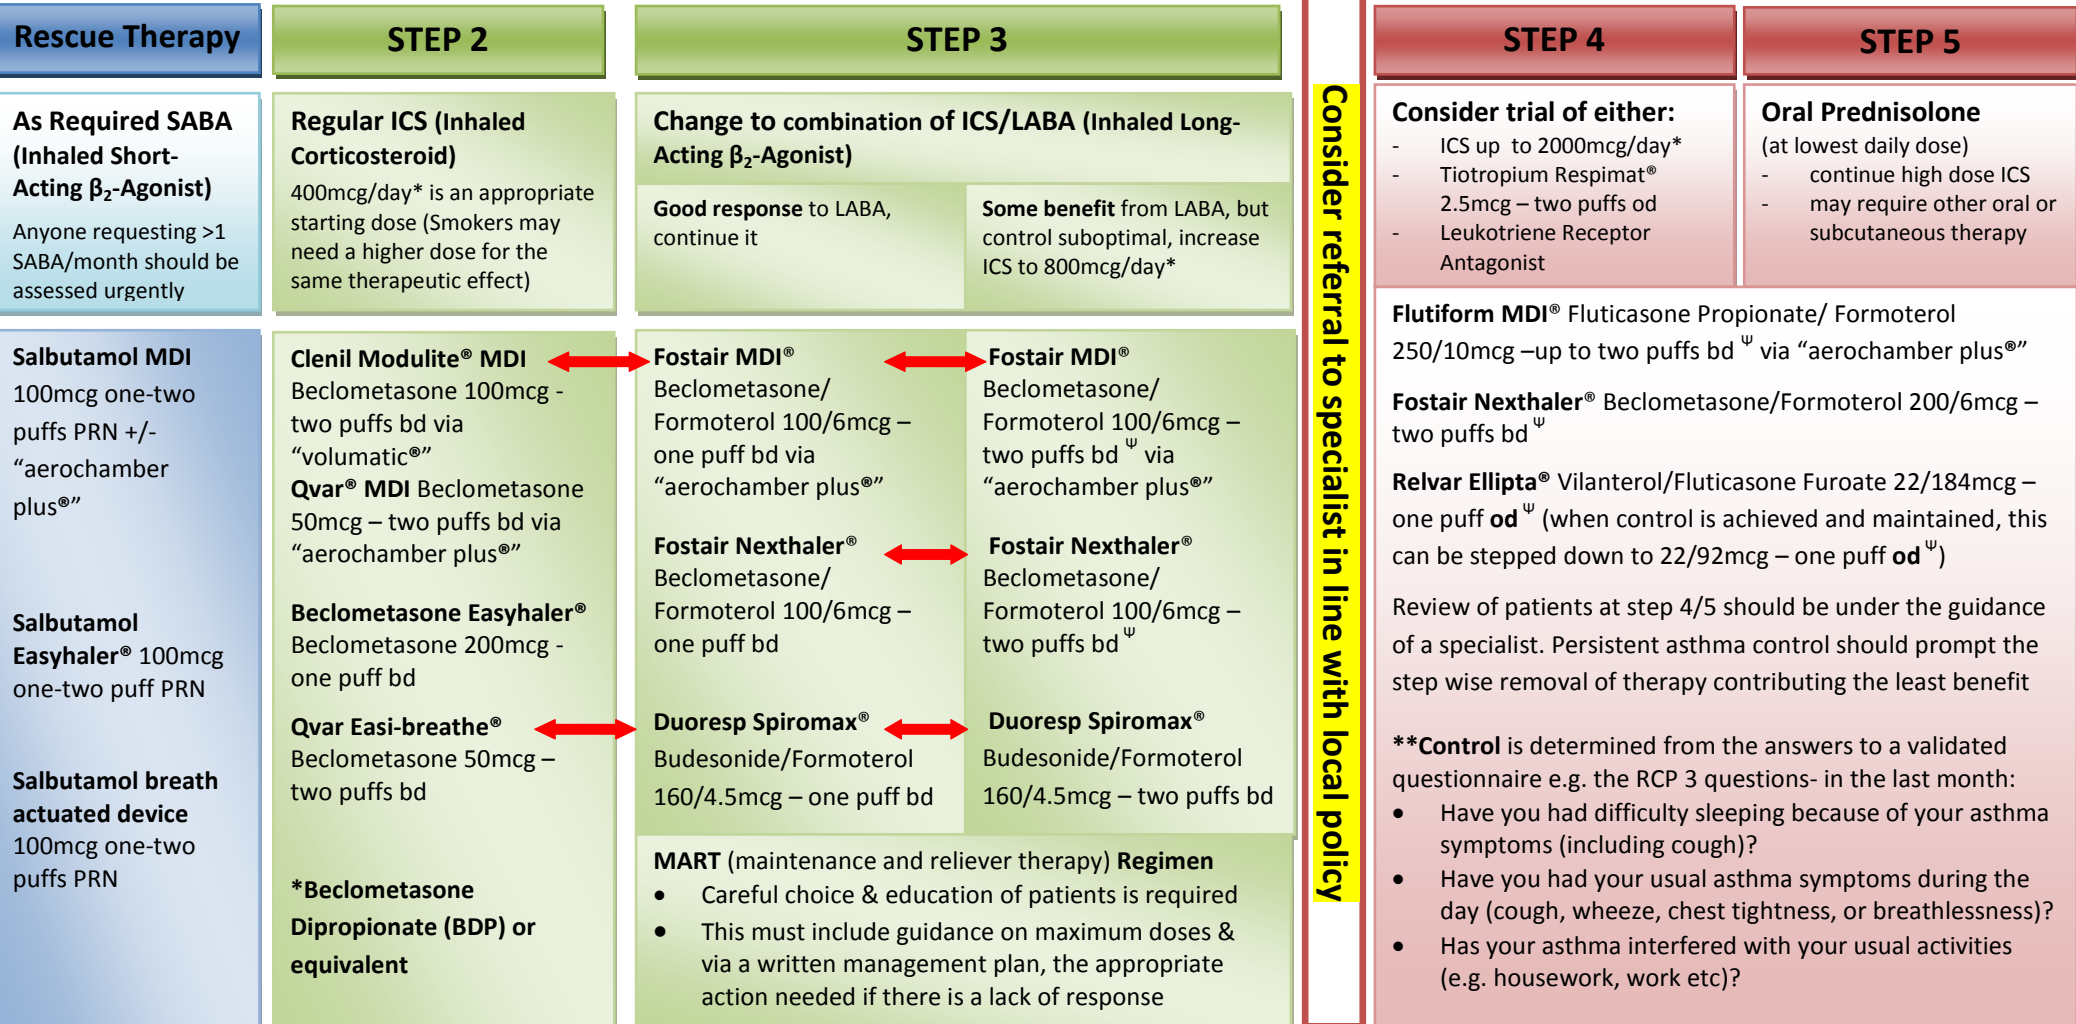 Rescue Therapy
As Required SABA
(Inhaled Short-
Acting β₂-Agonist)
Anyone requesting >1
SABA/month should be
assessed urgently
Salbutamol MDI
100mcg one-two
puffs PRN +/-
“aerochamber
plus®”
Salbutamol
Easyhaler® 100mcg
one-two puff PRN
Salbutamol breath
actuated device
100mcg one-two
puffs PRN
STEP 2
Regular ICS (Inhaled
Corticosteroid)
400mcg/day* is an appropriate
starting dose (Smokers may
need a higher dose for the
same therapeutic effect)
Clenil Modulite® MDI
Beclometasone 100mcg -
two puffs bd via
“volumatic®”
Qvar® MDI Beclometasone
50mcg – two puffs bd via
“aerochamber plus®”
Beclometasone Easyhaler®
Beclometasone 200mcg -
one puff bd
Qvar Easi-breathe®
Beclometasone 50mcg –
two puffs bd
*Beclometasone
Dipropionate (BDP) or
equivalent
STEP 3
Change to combination of ICS/LABA (Inhaled Long-
Acting β₂-Agonist)
Good response to LABA,
continue it
Some benefit from LABA, but
control suboptimal, increase
ICS to 800mcg/day*
Fostair MDI®
Beclometasone/
Formoterol 100/6mcg –
one puff bd via
“aerochamber plus®”
Fostair Nexthaler®
Beclometasone/
Formoterol 100/6mcg –
one puff bd
Duoresp Spiromax®
Budesonide/Formoterol
160/4.5mcg – one puff bd
Fostair MDI®
Beclometasone/
Formoterol 100/6mcg –
two puffs bd Ψ via
“aerochamber plus®”
Fostair Nexthaler®
Beclometasone/
Formoterol 100/6mcg –
two puffs bd Ψ
Duoresp Spiromax®
Budesonide/Formoterol
160/4.5mcg – two puffs bd
MART (maintenance and reliever therapy) Regimen
• Careful choice & education of patients is required
• This must include guidance on maximum doses &
via a written management plan, the appropriate
action needed if there is a lack of response
Consider referral to specialist in line with local policy
STEP 4
Consider trial of either:
- ICS up to 2000mcg/day*
- Tiotropium Respimat®
2.5mcg – two puffs od
- Leukotriene Receptor
Antagonist
STEP 5
Oral Prednisolone
(at lowest daily dose)
- continue high dose ICS
- may require other oral or
subcutaneous therapy
Flutiform MDI® Fluticasone Propionate/ Formoterol
250/10mcg –up to two puffs bd Ψ via “aerochamber plus®”
Fostair Nexthaler® Beclometasone/Formoterol 200/6mcg –
two puffs bd Ψ
Relvar Ellipta® Vilanterol/Fluticasone Furoate 22/184mcg –
one puff od Ψ (when control is achieved and maintained, this
can be stepped down to 22/92mcg – one puff od Ψ)
Review of patients at step 4/5 should be under the guidance
of a specialist. Persistent asthma control should prompt the
step wise removal of therapy contributing the least benefit
**Control is determined from the answers to a validated
questionnaire e.g. the RCP 3 questions- in the last month:
• Have you had difficulty sleeping because of your asthma
symptoms (including cough)?
• Have you had your usual asthma symptoms during the
day (cough, wheeze, chest tightness, or breathlessness)?
• Has your asthma interfered with your usual activities
(e.g. housework, work etc)?